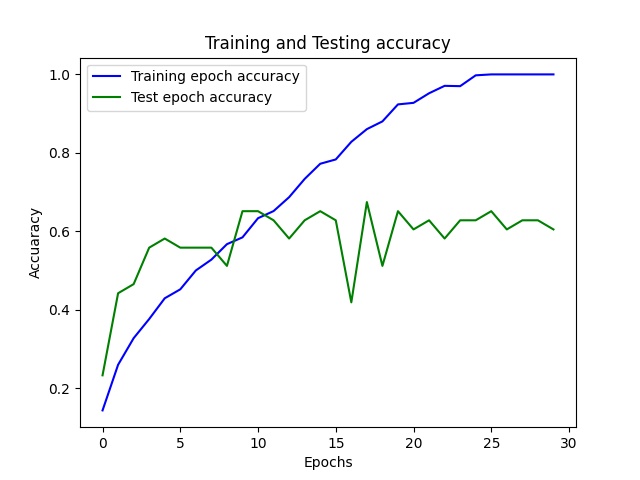 Training and Testing accuracy
Training epoch accuracy
Test epoch accuracy
1.0
0.8
0.6
0.4
0.2
Accuaracy
0 5 10 15 20 25 30
Epochs